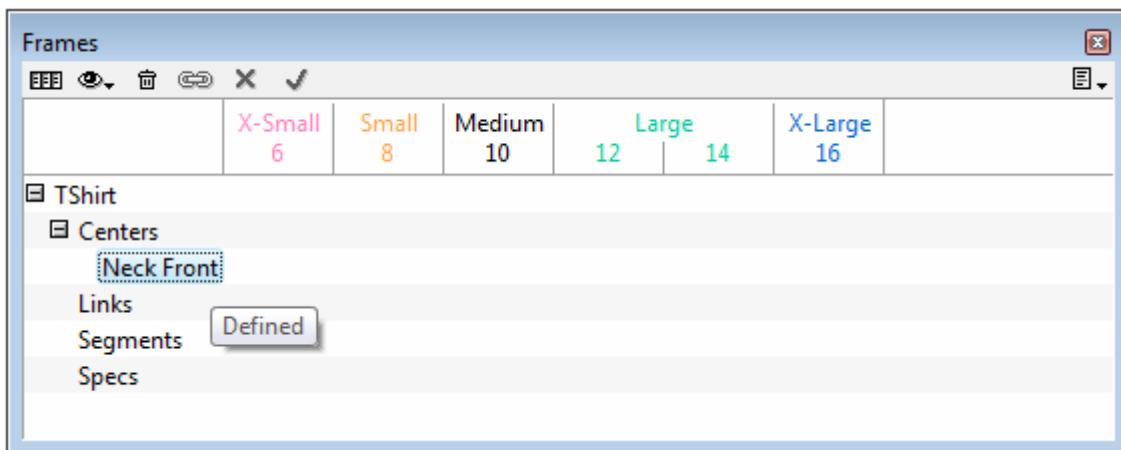 Frames
X-Small Small Medium Large X-Large
6 8 10 12 14 16
TShirt
Centers
Neck Front
Links
Defined
Segments
Specs